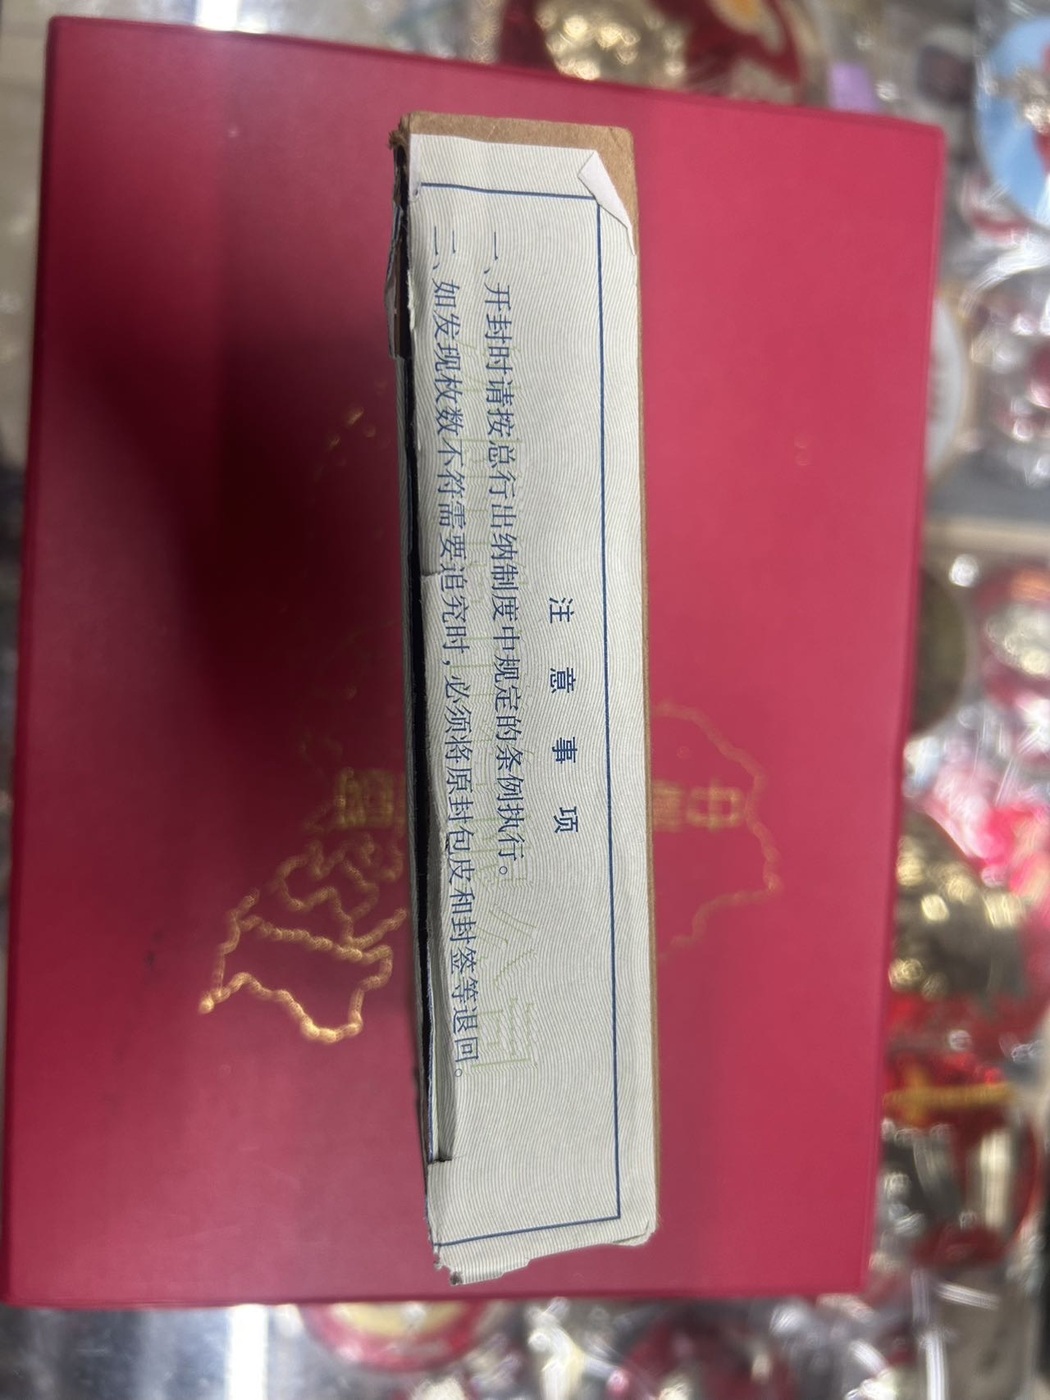 注意事项
一、开封时请按总行出纳制度中规定的条例执行。
二、如发现枚数不符需要追究时,必须将原封包皮和封签等退回。